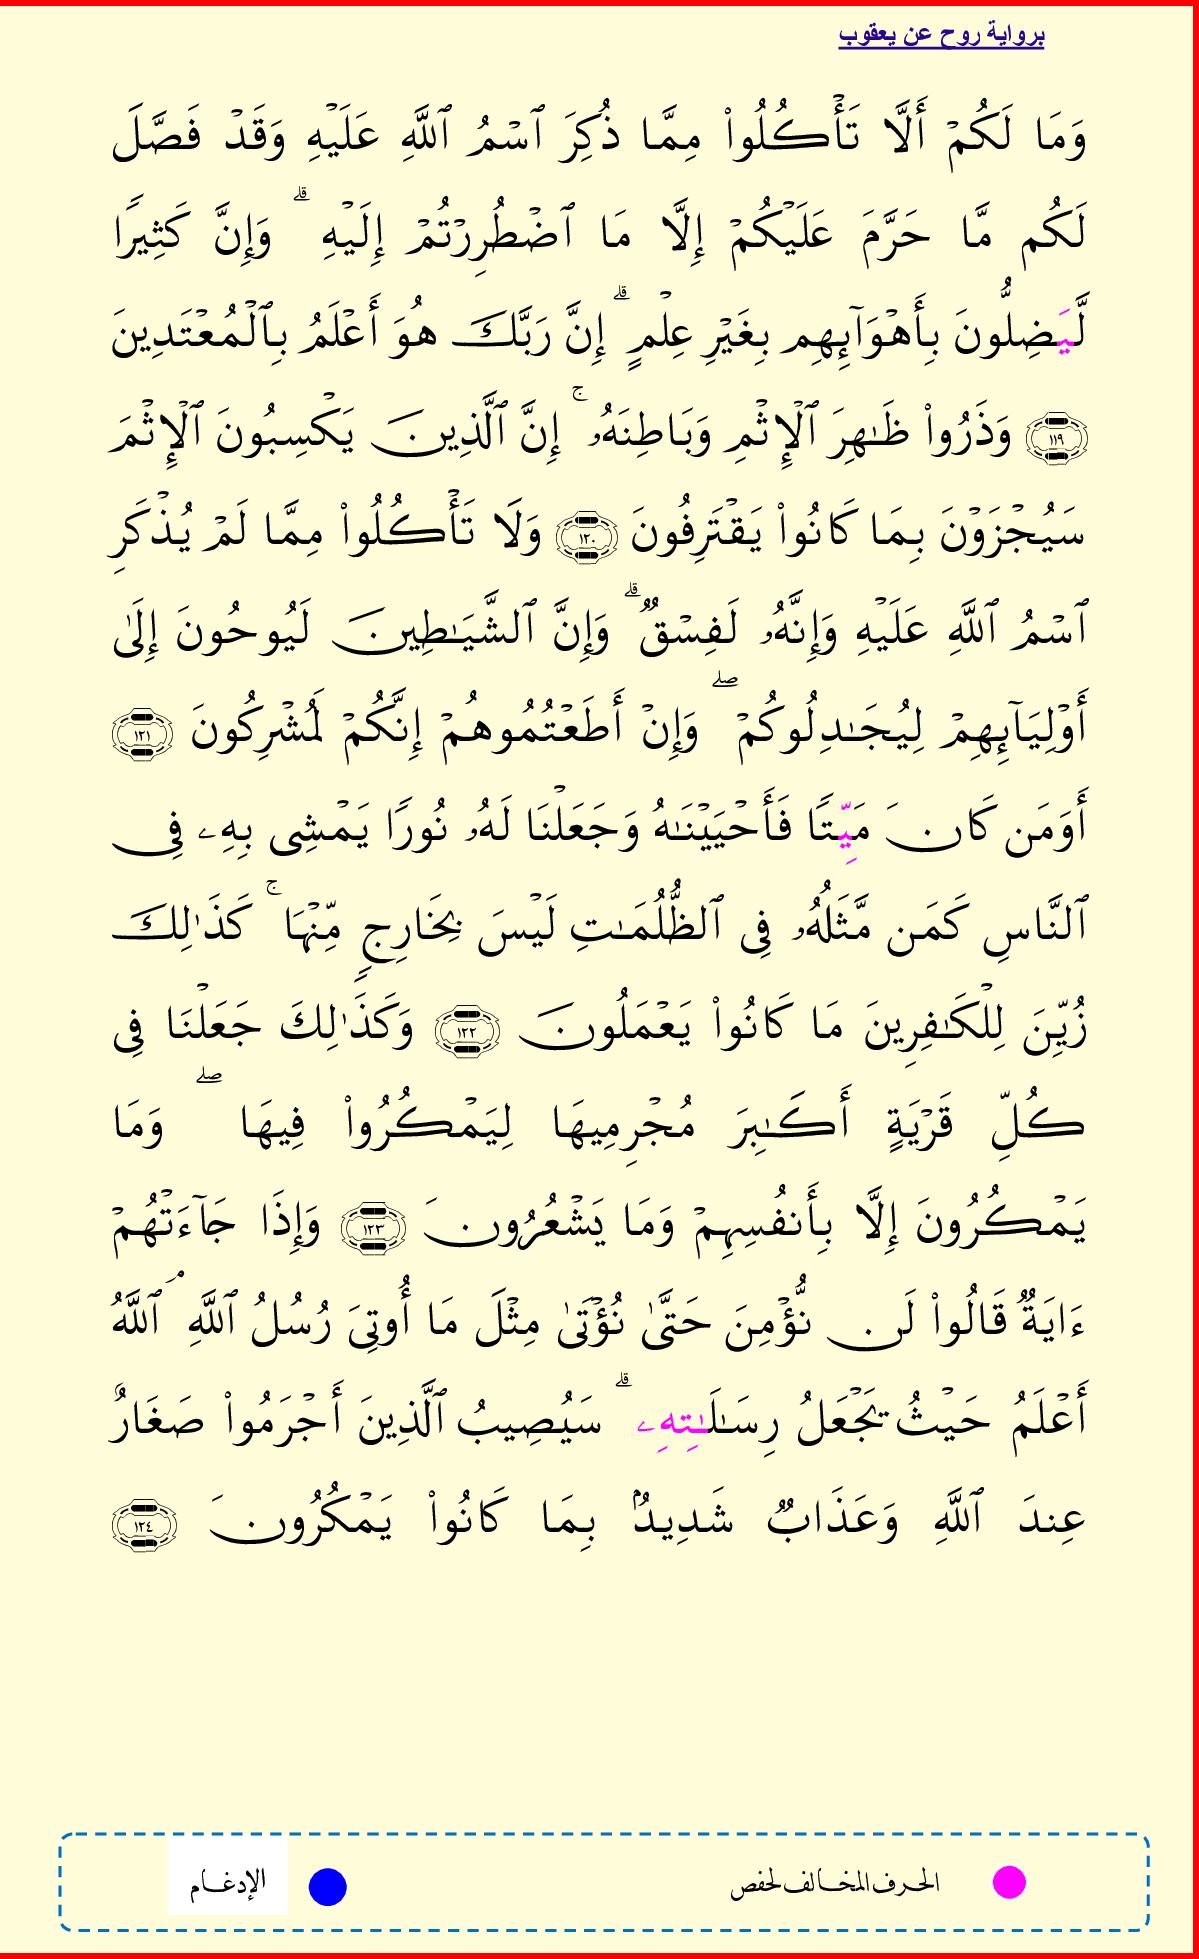 برواية روح عن يعقوب
وَمَا لَكُمۡ أَلَّا تَأۡكُلُوا۟ مِمَّا ذُكِرَ ٱسۡمُ ٱللَّهِ عَلَيۡهِ وَقَدۡ فَصَّلَ
لَكُم مَّا حَرَّمَ عَلَيۡكُمۡ إِلَّا مَا ٱضۡطُرِرۡتُمۡ إِلَيۡهِۗ وَإِنَّ كَثِيرٗا
لَّيَضِلُّونَ بِأَهۡوَآئِهِم بِغَيۡرِ عِلۡمٍۗ إِنَّ رَبَّكَ هُوَ أَعۡلَمُ بِٱلۡمُعۡتَدِينَ
١١٩ وَذَرُوا۟ ظَـٰهِرَ ٱلۡإِثۡمِ وَبَاطِنَهُۥٓۚ إِنَّ ٱلَّذِينَ يَكۡسِبُونَ ٱلۡإِثۡمَ
سَيُجۡزَوۡنَ بِمَا كَانُوا۟ يَقۡتَرِفُونَ ١٢٠ وَلَا تَأۡكُلُوا۟ مِمَّا لَمۡ يُذۡكَرِ
ٱسۡمُ ٱللَّهِ عَلَيۡهِ وَإِنَّهُۥ لَفِسۡقٞۗ وَإِنَّ ٱلشَّيَـٰطِينَ لَيُوحُونَ إِلَىٰ
أَوۡلِيَآئِهِمۡ لِيُجَـٰدِلُوكُمۡۖ وَإِنۡ أَطَعۡتُمُوهُمۡ إِنَّكُمۡ لَمُشۡرِكُونَ ١٢١
أَوَمَن كَانَ مَيِّتٗا فَأَحۡيَيۡنَـٰهُ وَجَعَلۡنَا لَهُۥ نُورٗا يَمۡشِى بِهِۦ فِى
ٱلنَّاسِ كَمَن مَّثَلُهُۥ فِى ٱلظُّلُمَـٰتِ لَيۡسَ بِخَارِجٖ مِّنۡهَاۚ كَذَٰلِكَ
زُيِّنَ لِلۡكَـٰفِرِينَ مَا كَانُوا۟ يَعۡمَلُونَ ١٢٢ وَكَذَٰلِكَ جَعَلۡنَا فِى
كُلِّ قَرۡيَةٍ أَكَـٰبِرَ مُجۡرِمِيهَا لِيَمۡكُرُوا۟ فِيهَاۖ وَمَا
يَمۡكُرُونَ إِلَّا بِأَنفُسِهِمۡ وَمَا يَشۡعُرُونَ ١٢٣ وَإِذَا جَآءَتۡهُمۡ
ءَايَةٞ قَالُوا۟ لَن نُّؤۡمِنَ حَتَّىٰ نُؤۡتَىٰ مِثۡلَ مَا أُوتِىَ رُسُلُ ٱللَّهِۘ ٱللَّهُ
أَعۡلَمُ حَيۡثُ يَجۡعَلُ رِسَـٰلَـٰتِهِۦۗ سَيُصِيبُ ٱلَّذِينَ أَجۡرَمُوا۟ صَغَارٌ
عِندَ ٱللَّهِ وَعَذَابٞ شَدِيدُۢ بِمَا كَانُوا۟ يَمۡكُرُونَ ١٢٤
الحرف المخالف لحفص الإدغام